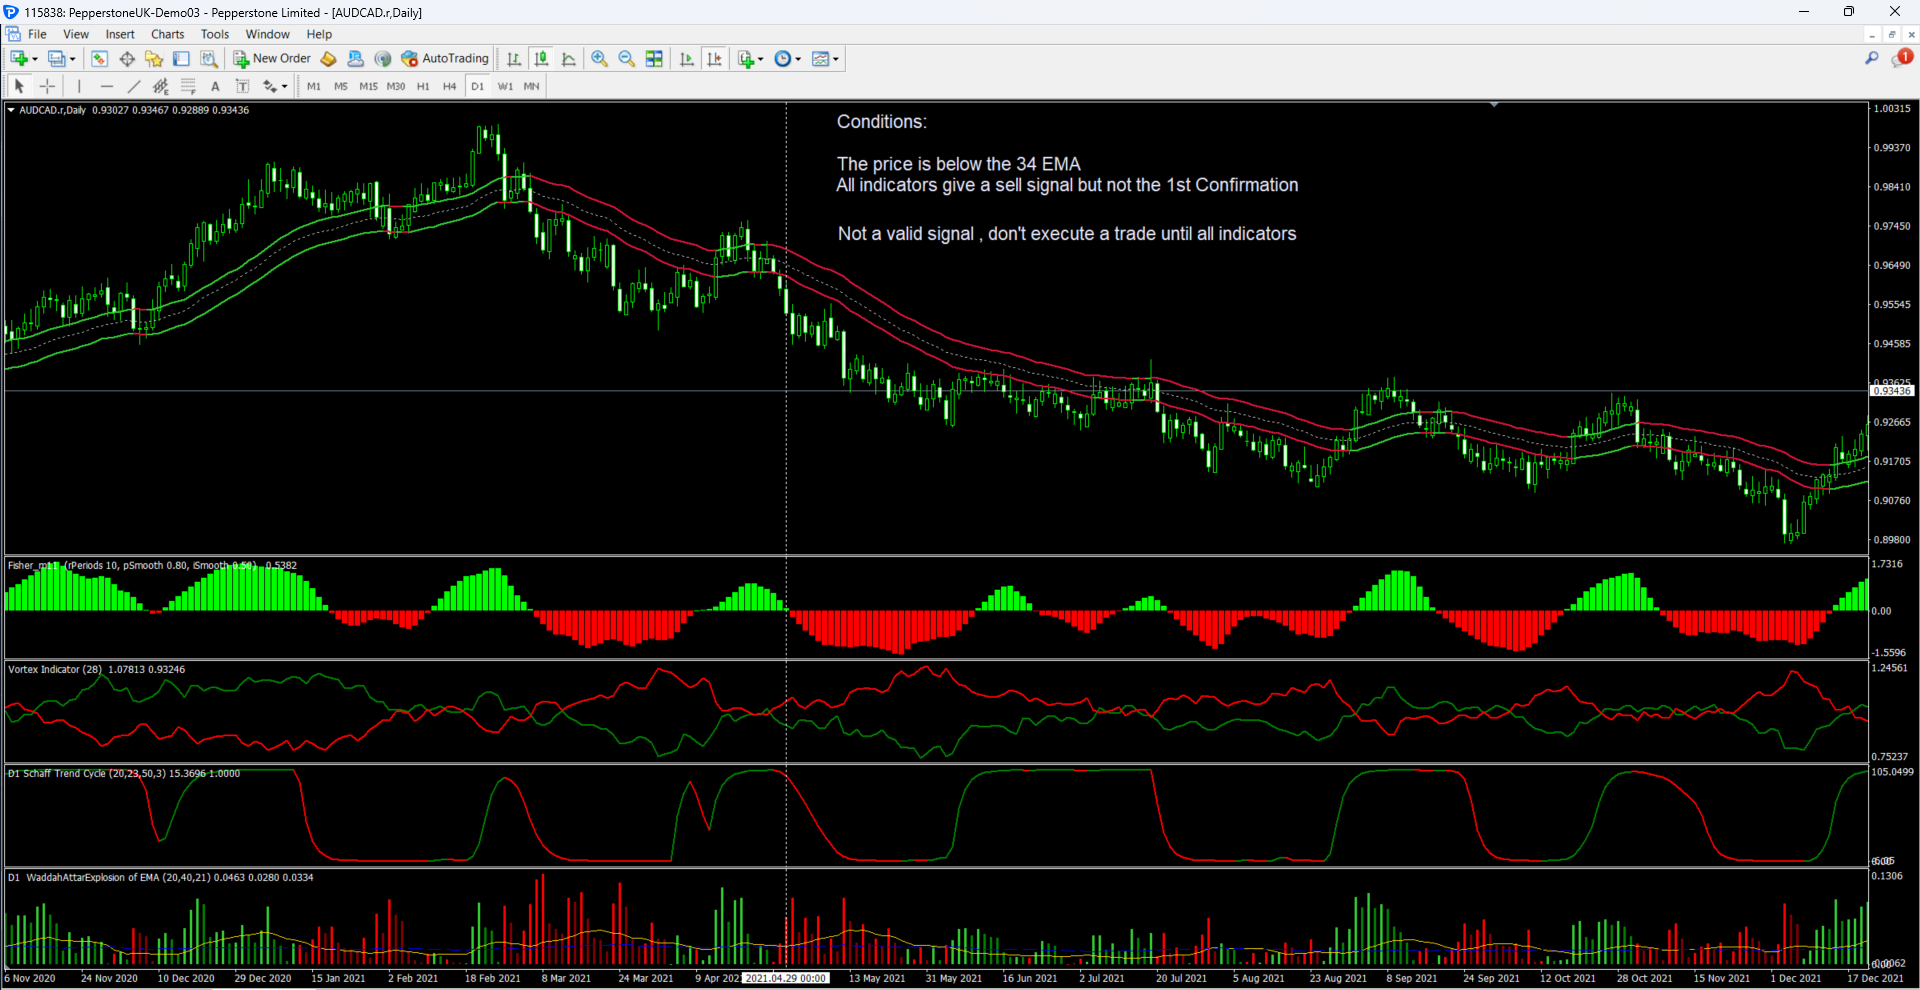 115838: PepperstoneUK-Demo03 - Pepperstone Limited - [AUDCAD.r,Daily]
File View Insert Charts Tools Window Help
New Order AutoTrading 1
A T M1 M5 M15 M30 H1 H4 D1 W1 MN
AUDCAD.r,Daily 0.93027 0.93467 0.92889 0.93436
Conditions:
The price is below the 34 EMA
All indicators give a sell signal but not the 1st Confirmation
Not a valid signal , don't execute a trade until all indicators
1.00315
0.99370
0.98410
0.97450
0.96490
0.95545
0.94585
0.93625
0.93436
0.92665
0.91705
0.90760
0.89800
Fisher_m11 (rPeriods 10, pSmooth 0.80, iSmooth 0.50) 0.5382
1.7316
0.00
-1.5596
Vortex Indicator (28) 1.07813 0.93246
1.24561
0.75237
D1 Schaff Trend Cycle (20,23,50,3) 15.3696 1.0000
105.0499
D1 WaddahAttarExplosion of EMA (20,40,21) 0.0463 0.0280 0.0334
0.1306
6 Nov 2020 24 Nov 2020 10 Dec 2020 29 Dec 2020 15 Jan 2021 2 Feb 2021 18 Feb 2021 8 Mar 2021 24 Mar 2021 9 Apr 2021 2021.04.29 00:00 13 May 2021 31 May 2021 16 Jun 2021 2 Jul 2021 20 Jul 2021 5 Aug 2021 23 Aug 2021 8 Sep 2021 24 Sep 2021 12 Oct 2021 28 Oct 2021 15 Nov 2021 1 Dec 2021 17 Dec 2021